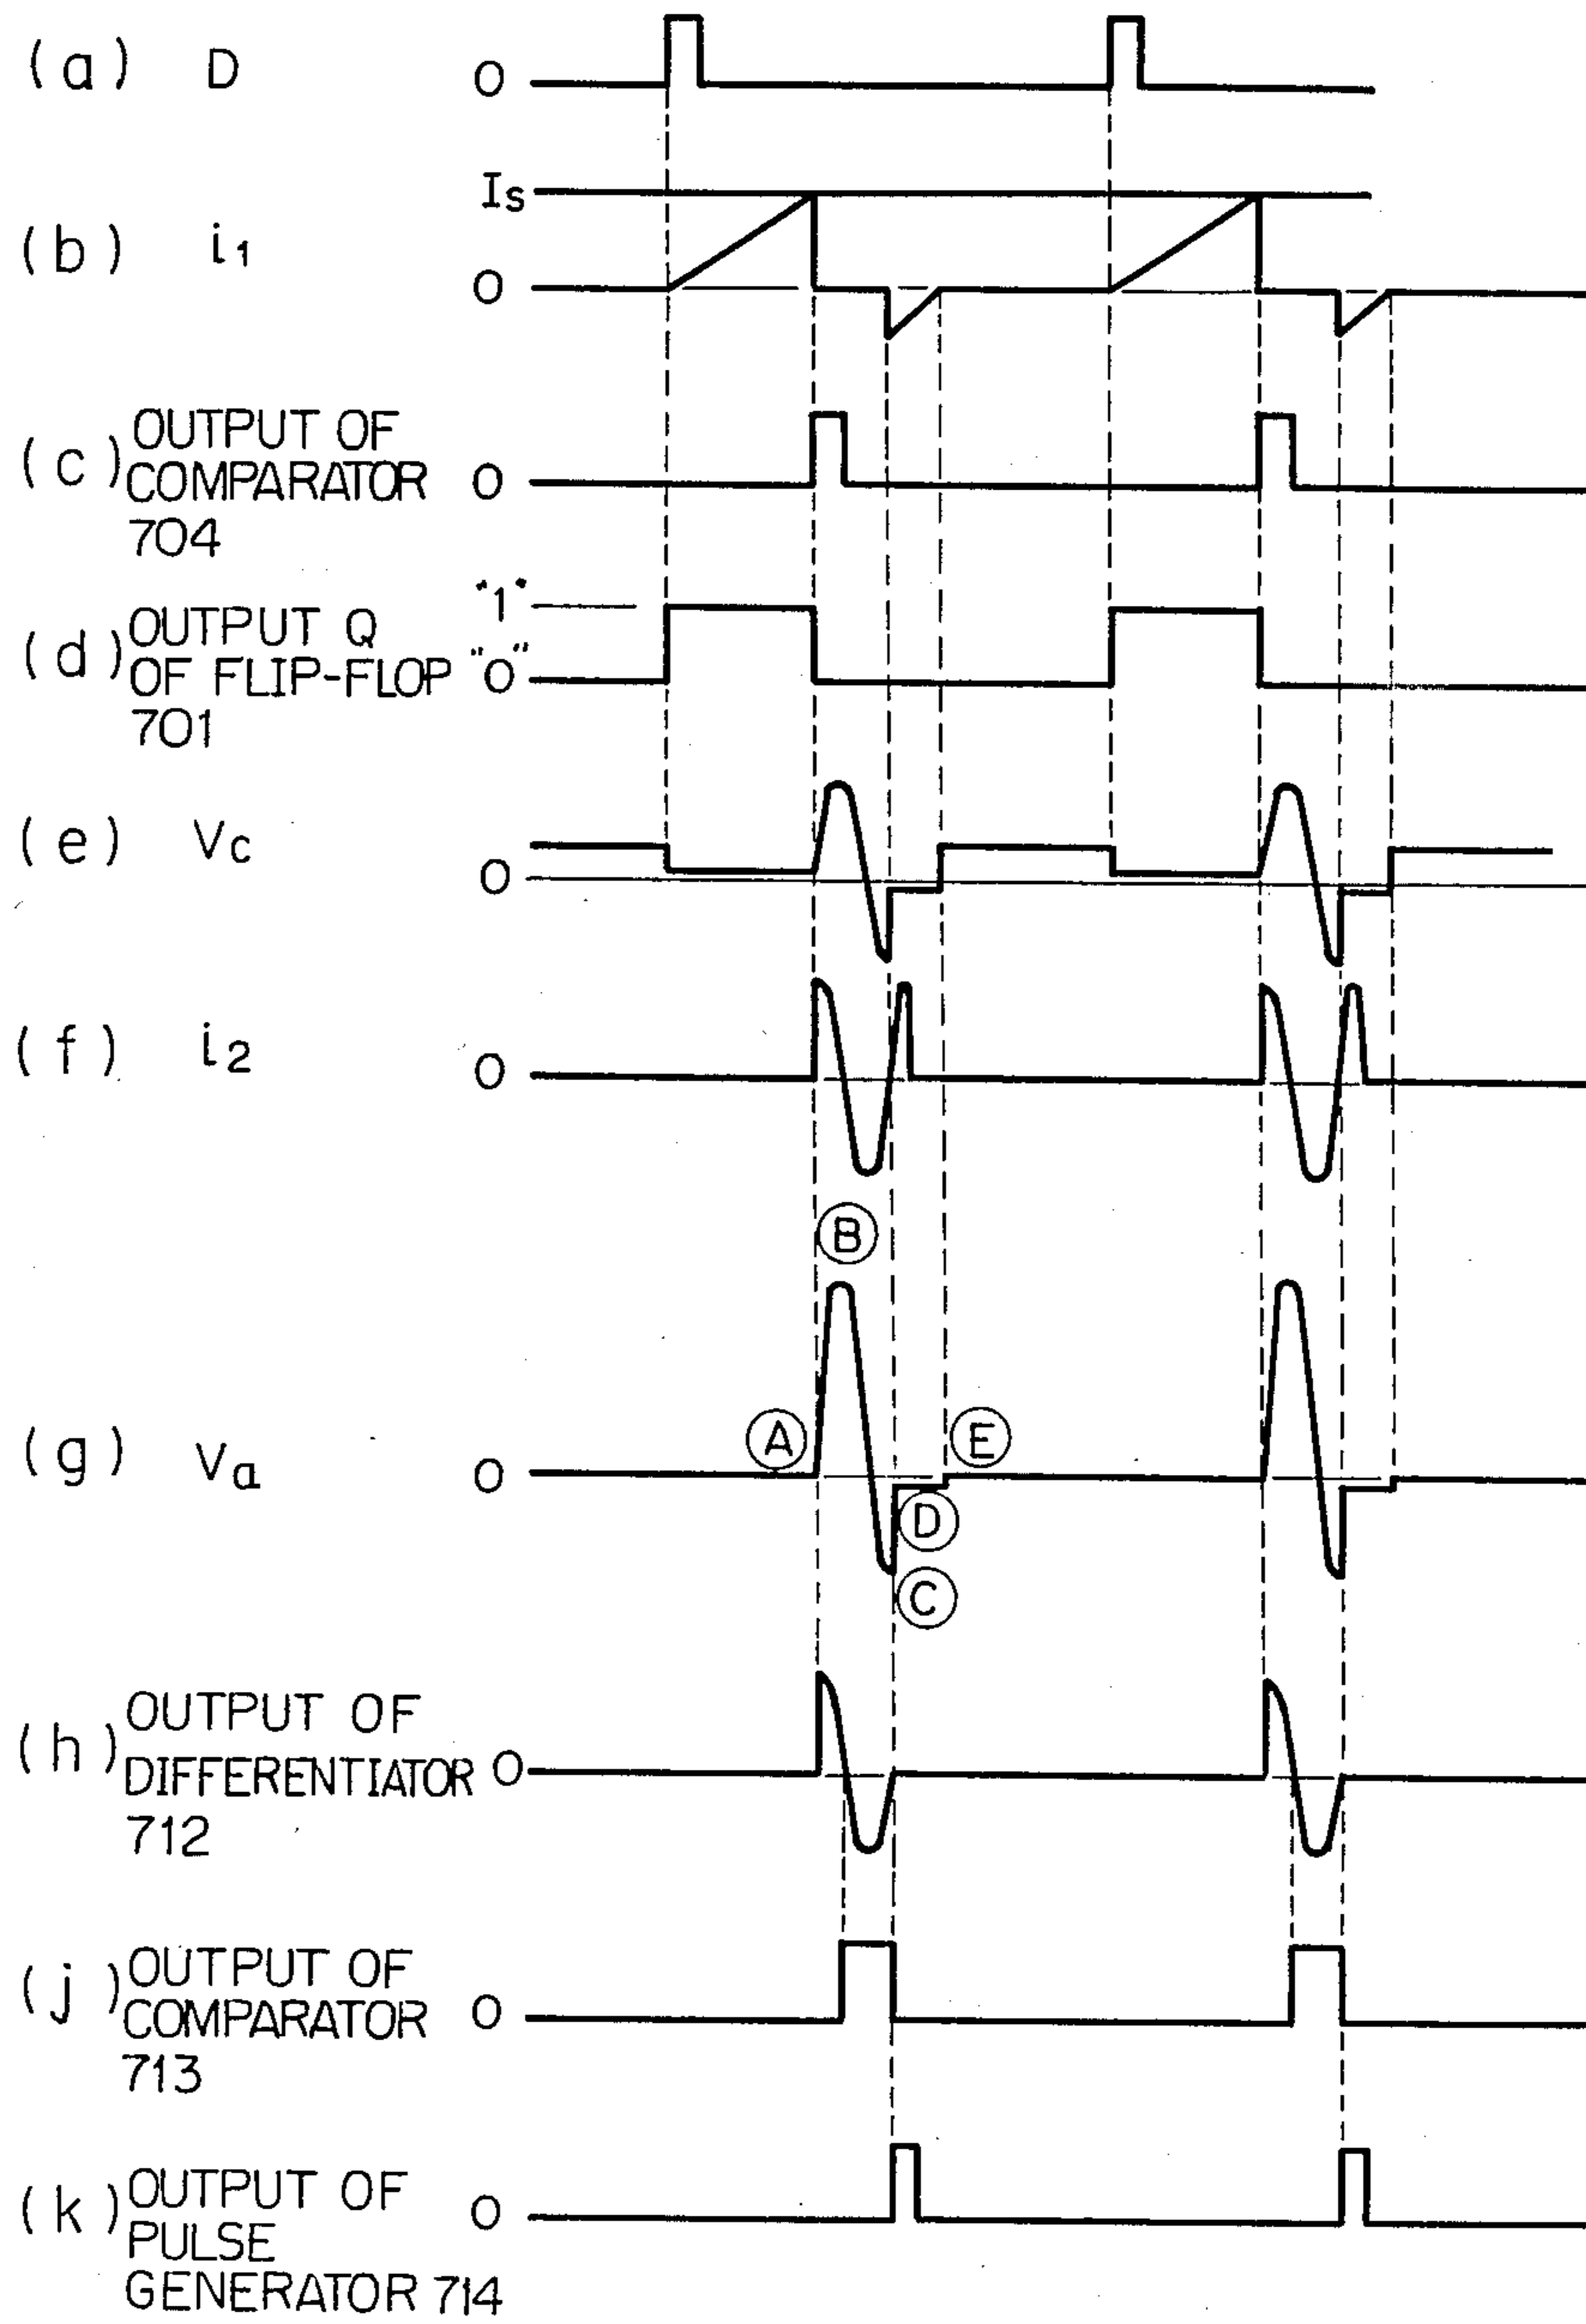 (a) D 0
Is
(b) i1 0
(c) OUTPUT OF
COMPARATOR 0
704
"1"
(d) OUTPUT Q
OF FLIP-FLOP "0"
701
(e) Vc 0
(f) i2 0
B
A E
(g) Va 0
D
C
(h) OUTPUT OF
DIFFERENTIATOR 0
712
(j) OUTPUT OF
COMPARATOR 0
713
(k) OUTPUT OF 0
PULSE
GENERATOR 714